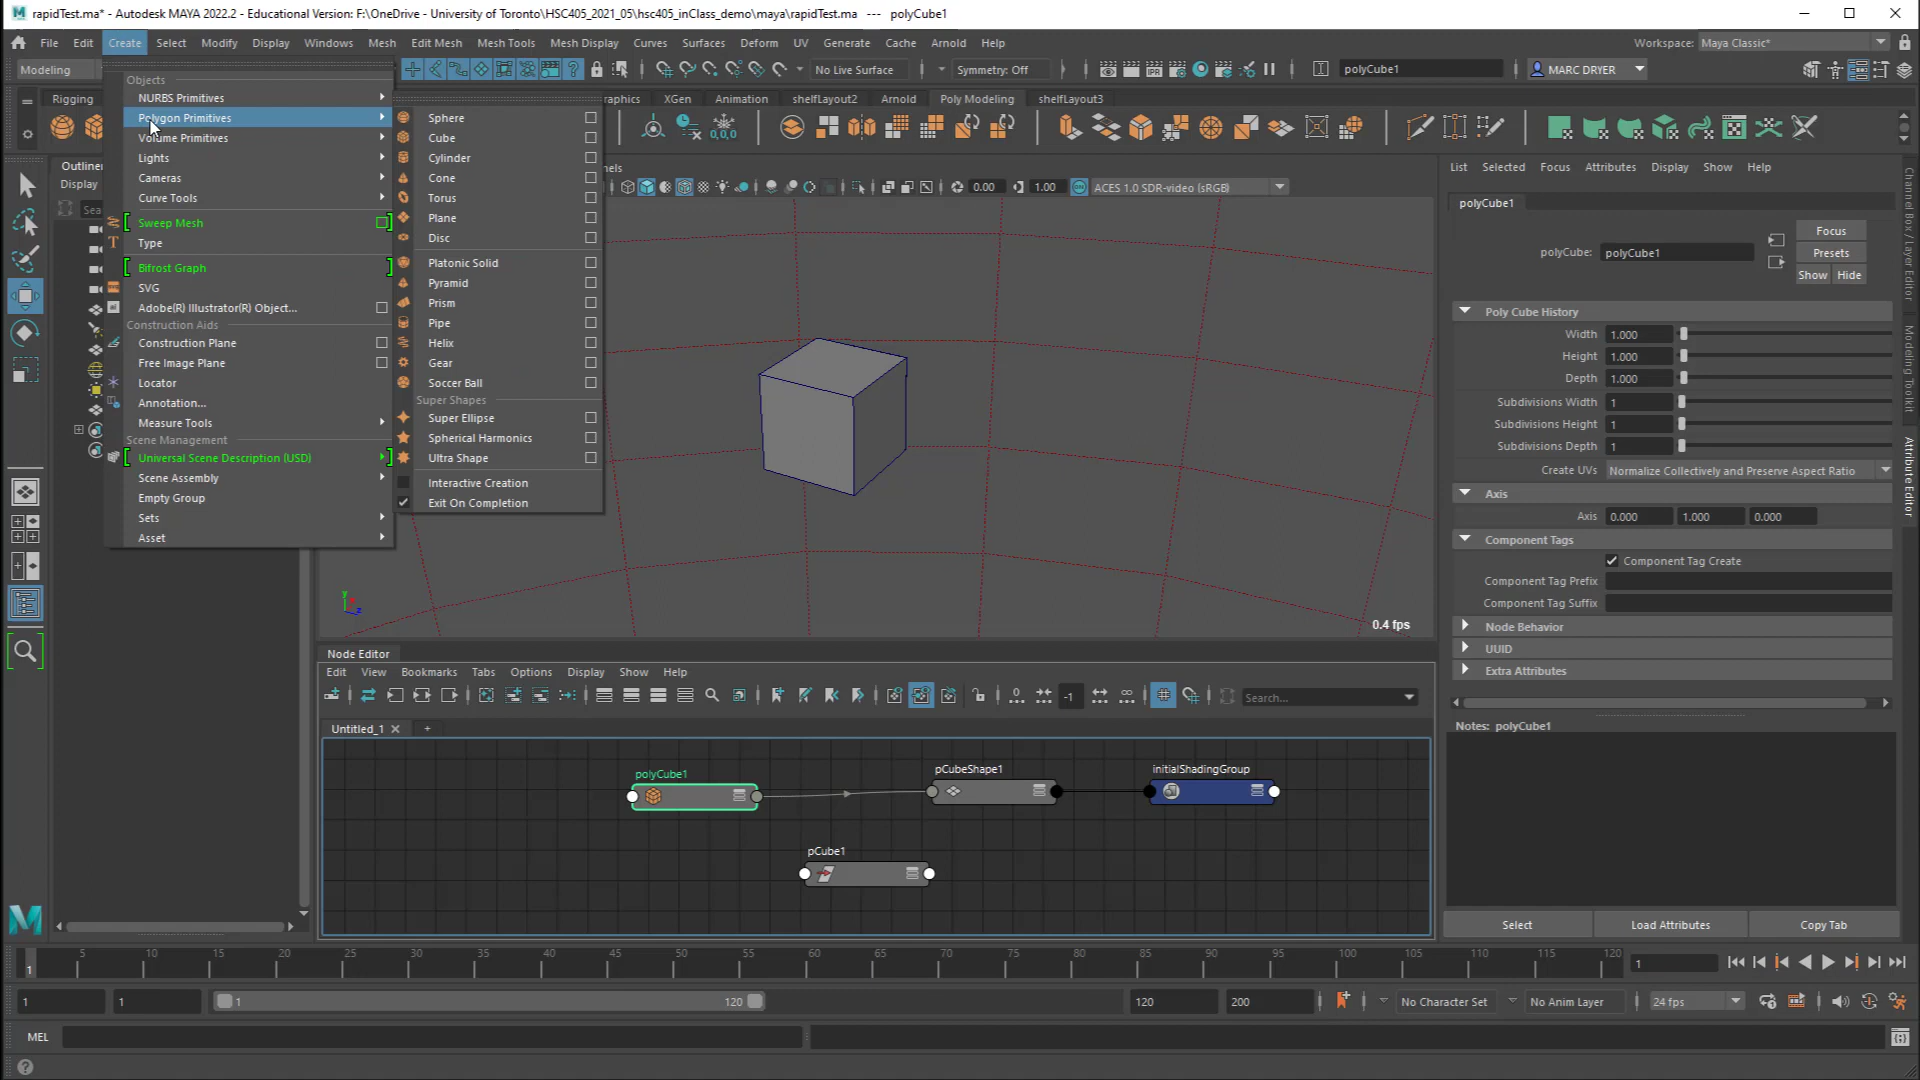 rapidTest.ma* - Autodesk MAYA 2022.2 - Educational Version: F:\OneDrive - University of Toronto\HSC405_2021_05\hsc405_inClass_demo\maya\rapidTest.ma   ---   polyCube1
File Edit Create Select Modify Display Windows Mesh Edit Mesh Mesh Tools Mesh Display Curves Surfaces Deform UV Generate Cache Arnold Help Workspace: Maya Classic*
Modeling No Live Surface Symmetry: Off polyCube1 MARC DRYER
Rigging XGen Animation shelfLayout2 Arnold Poly Modeling shelfLayout3
Objects
NURBS Primitives
Polygon Primitives
Volume Primitives
Lights
Cameras
Curve Tools
Sweep Mesh
Type
Bifrost Graph
SVG
Adobe(R) Illustrator(R) Object...
Construction Aids
Construction Plane
Free Image Plane
Locator
Annotation...
Measure Tools
Scene Management
Universal Scene Description (USD)
Scene Assembly
Empty Group
Sets
Asset
Sphere
Cube
Cylinder
Cone
Torus
Plane
Disc
Platonic Solid
Pyramid
Prism
Pipe
Helix
Gear
Soccer Ball
Super Shapes
Super Ellipse
Spherical Harmonics
Ultra Shape
Interactive Creation
Exit On Completion
Display
0.00 1.00 ACES 1.0 SDR-video (sRGB)
y
z
0.4 fps
List Selected Focus Attributes Display Show Help
polyCube1
Focus
polyCube: polyCube1 Presets
Show Hide
Poly Cube History
Width 1.000
Height 1.000
Depth 1.000
Subdivisions Width 1
Subdivisions Height 1
Subdivisions Depth 1
Create UVs Normalize Collectively and Preserve Aspect Ratio
Axis
Axis 0.000 1.000 0.000
Component Tags
Component Tag Create
Component Tag Prefix
Component Tag Suffix
Node Behavior
UUID
Extra Attributes
Notes: polyCube1
Select Load Attributes Copy Tab
Channel Box / Layer Editor
Modeling Toolkit
Attribute Editor
Node Editor
Edit View Bookmarks Tabs Options Display Show Help
-1 Search...
Untitled_1
polyCube1 pCubeShape1 initialShadingGroup
pCube1
5 10 15 20 25 30 35 40 45 50 55 60 65 70 75 80 85 90 95 100 105 110 115 120
1 1
1 1 1 120 120 200 No Character Set No Anim Layer 24 fps
MEL